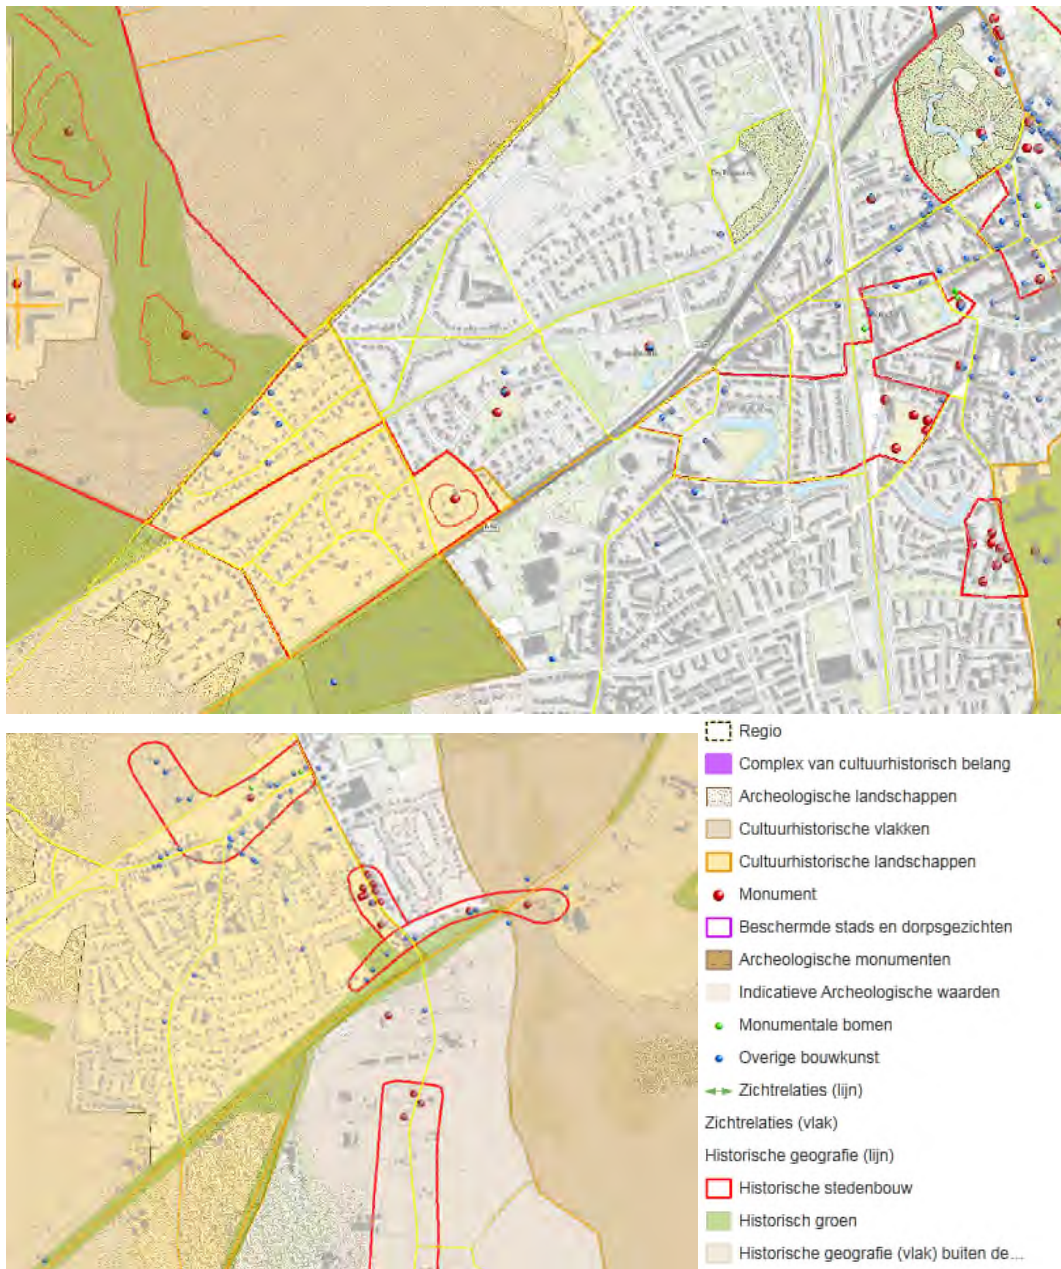 Regio
Complex van cultuurhistorisch belang
Archeologische landschappen
Cultuurhistorische vlakken
Cultuurhistorische landschappen
Monument
Beschermde stads en dorpsgezichten
Archeologische monumenten
Indicatieve Archeologische waarden
Monumentale bomen
Overige bouwkunst
Zichtrelaties (lijn)
Zichtrelaties (vlak)
Historische geografie (lijn)
Historische stedenbouw
Historisch groen
Historische geografie (vlak) buiten de...